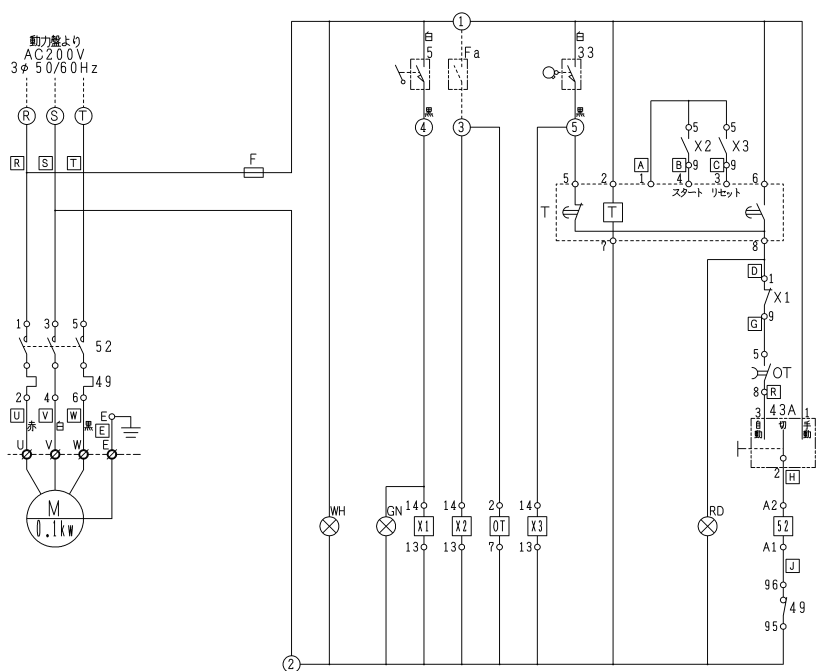 動力盤より
AC200V
3φ 50/60Hz
R S T
R S T
F
1
白 白
5 Fa 33
黒 黒
4 3 5
5 5
X2 X3
A B 9 C 9
5 2 1 4 3 6
スタート リセット
T T
7 8
D 1
X1
G 9
5
OT
8 R
3 43A 1
自動 切 手動
2 H
1 3 5
52
49
2 4 6
U V W E
赤 白 黒 E
U V W E
M
0.1kw
WH GN 14 14 2 14 RD A2
X1 X2 OT X3 52
13 13 7 13 A1
J
96
49
95
2